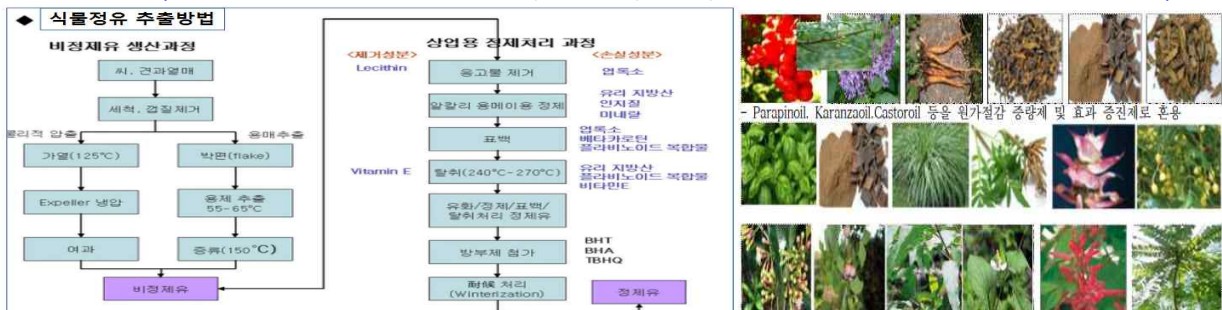 ◆ 식물정유 추출방법
비정제유 생산과정
씨, 견과열매
세척, 껍질제거
물리적 압출
용매추출
가열(125℃)
박편(flake)
Expeller 냉압
용제 추출
55-65℃
여과
증류(150℃)
비정제유
상업용 정제처리 과정
<제거성분>
<손실성분>
Lecithin
응고물 제거
엽록소
알칼리 용메이용 정제
유리 지방산
인지질
미네랄
표백
엽록소
베타카로틴
플라비노이드 복합물
Vitamin E
탈취(240℃~270℃)
유리 지방산
플라비노이드 복합물
비타민E
유화/정제/표백/
탈취처리 정제유
방부제 첨가
BHT
BHA
TBHQ
耐候 처리
(Winterization)
정제유
- Parapinoil, Karanzaoil.Castoroil 등을 원가절감 증량제 및 효과 증진제로 혼용